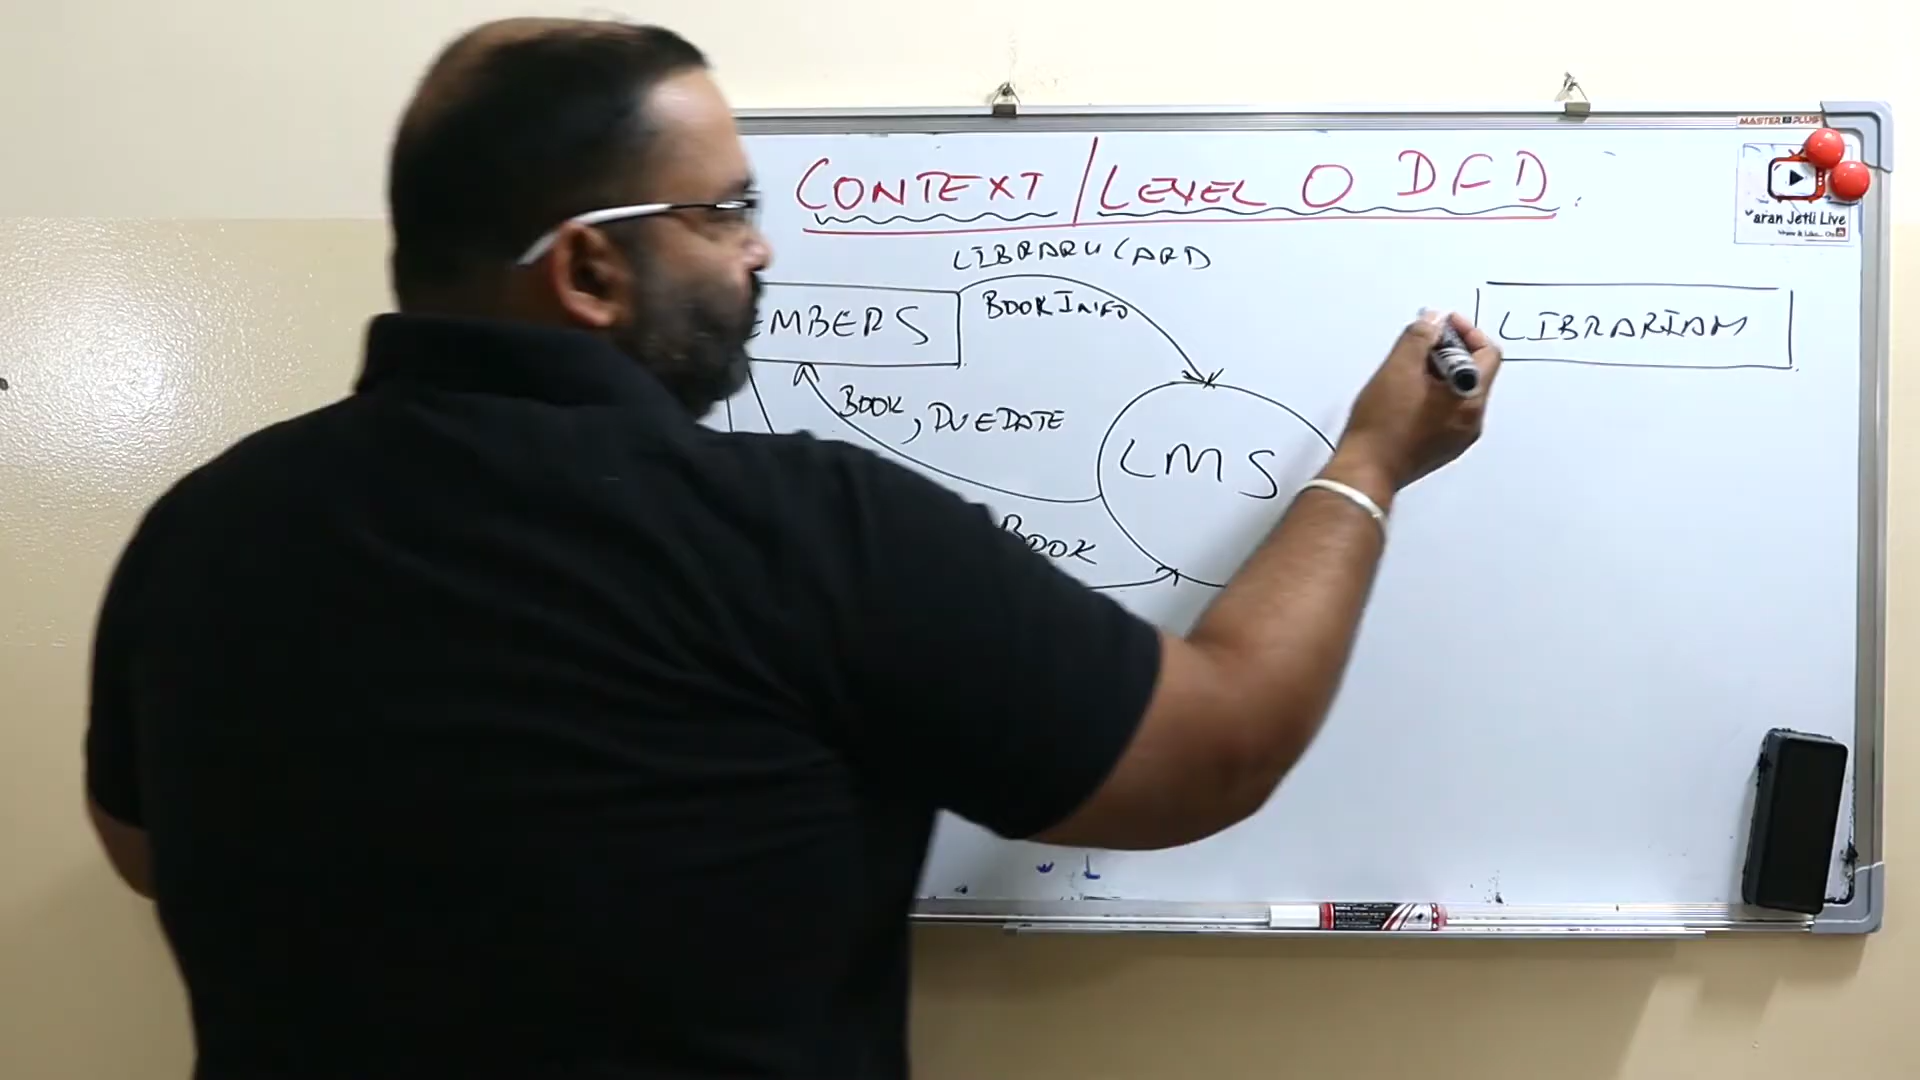 MASTER PLUS
CONTEXT / LEVEL 0 DFD
aran Jetli Live
LIBRARY CARD
BOOK INFO
EMBERS
LIBRARIAN
BOOK, DUE DATE
LMS
BOOK